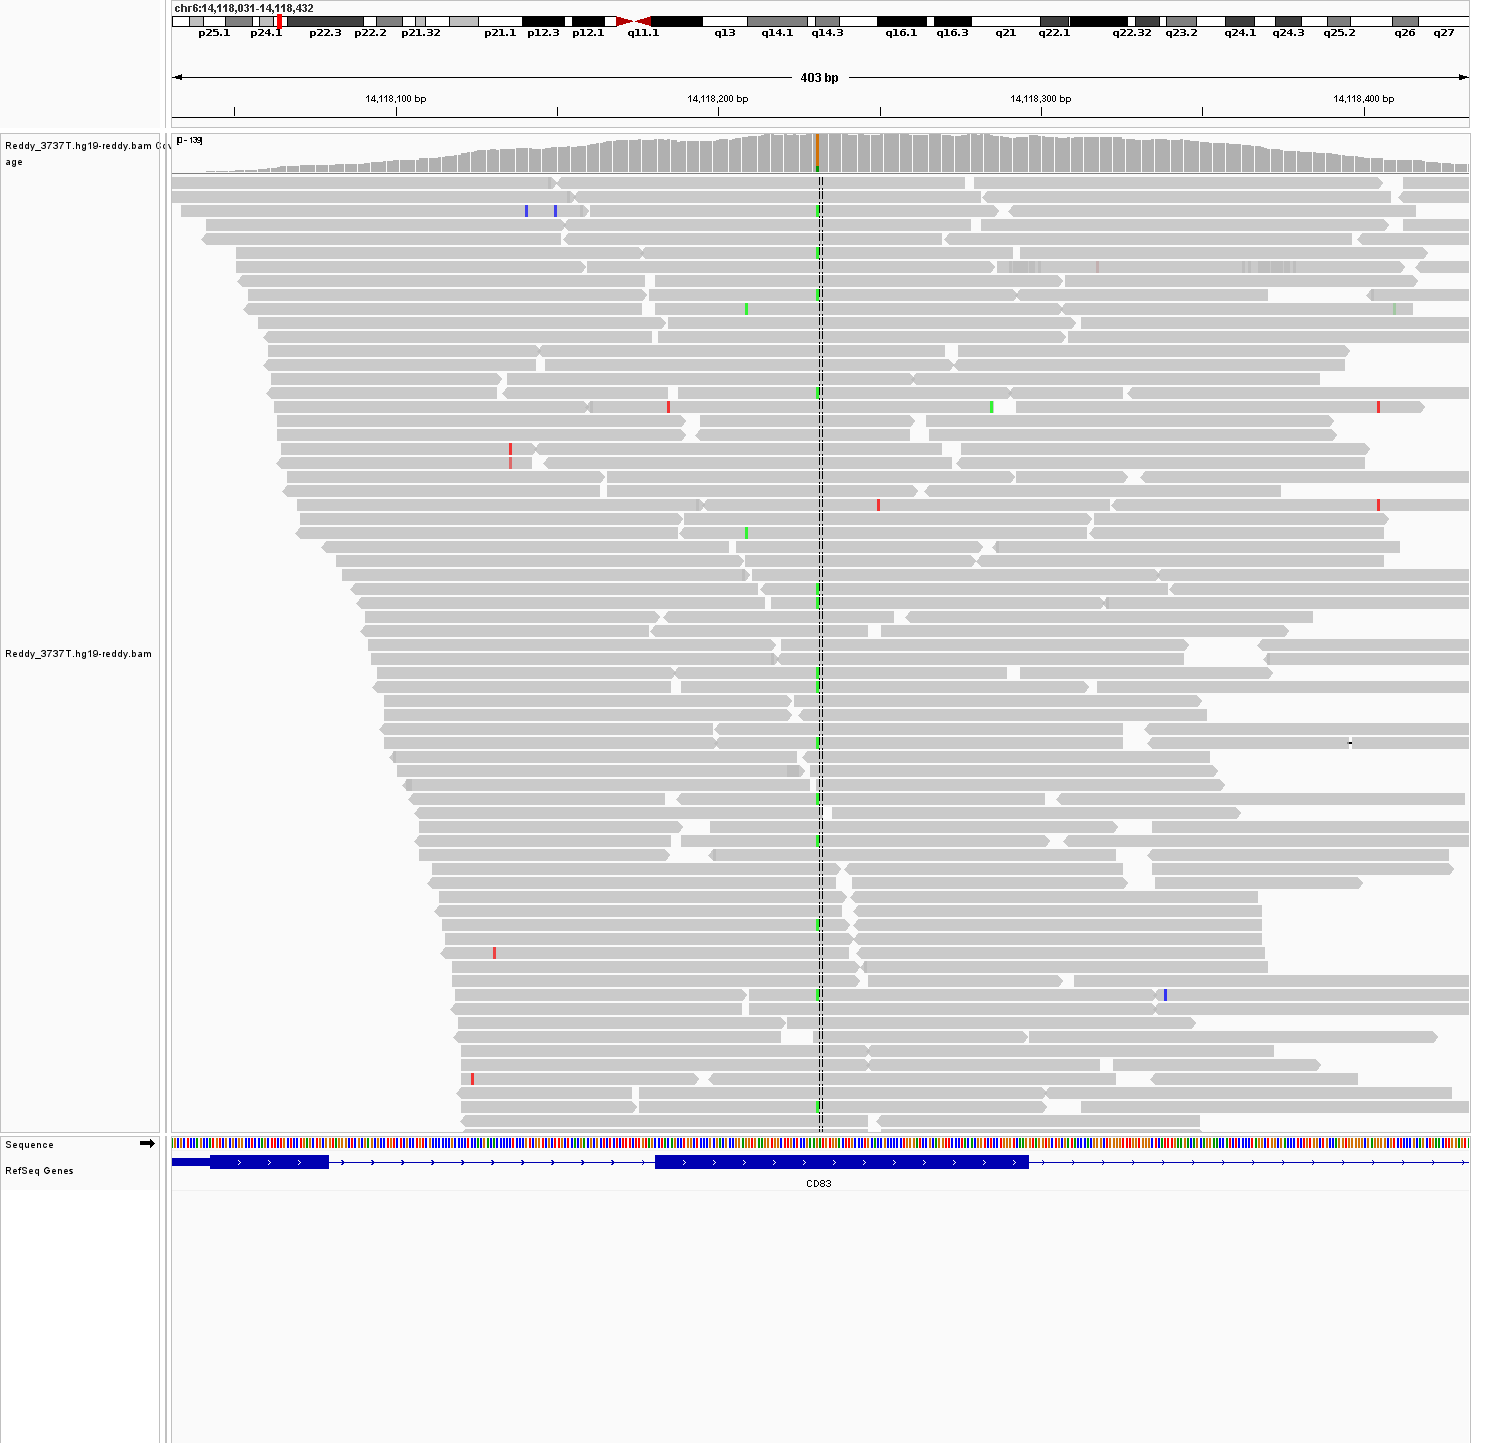 chr6:14,118,031-14,118,432
p25.1 p24.1 p22.3 p22.2 p21.32 p21.1 p12.3 p12.1 q11.1 q13 q14.1 q14.3 q16.1 q16.3 q21 q22.1 q22.32 q23.2 q24.1 q24.3 q25.2 q26 q27
403 bp
14,118,100 bp 14,118,200 bp 14,118,300 bp 14,118,400 bp
[0 - 139]
Reddy_3737T.hg19-reddy.bam Cov
age
Reddy_3737T.hg19-reddy.bam
Sequence
RefSeq Genes
CD83